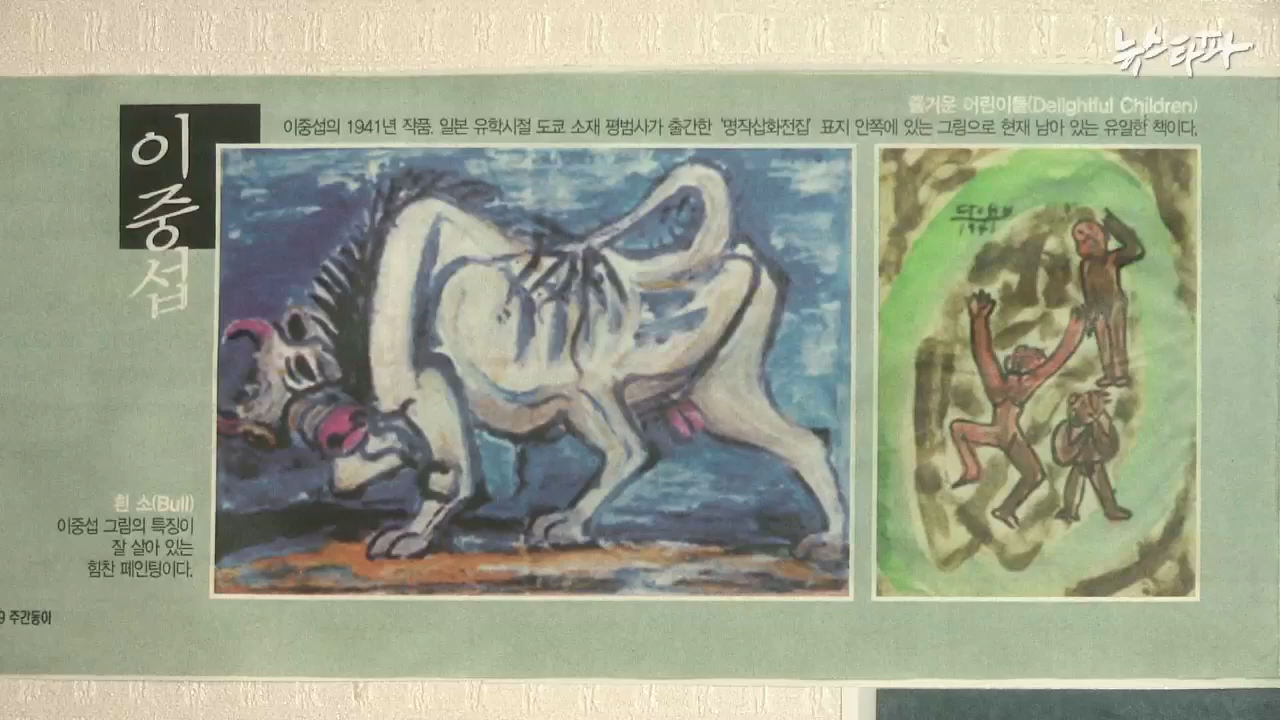 뉴스타파
즐거운 어린이들(Delightful Children)
이중섭의 1941년 작품. 일본 유학시절 도쿄 소재 평범사가 출간한 '명작삽화전집' 표지 안쪽에 있는 그림으로 현재 남아 있는 유일한 책이다.
이중섭
1941
흰 소(Bull)
이중섭 그림의 특징이
잘 살아 있는
힘찬 페인팅이다.
9 주간동아